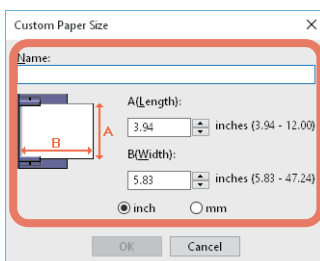 Custom Paper Size
Name:
A(Length):
3.94 inches (3.94 - 12.00)
A
B
B(Width):
5.83 inches (5.83 - 47.24)
inch mm
OK Cancel